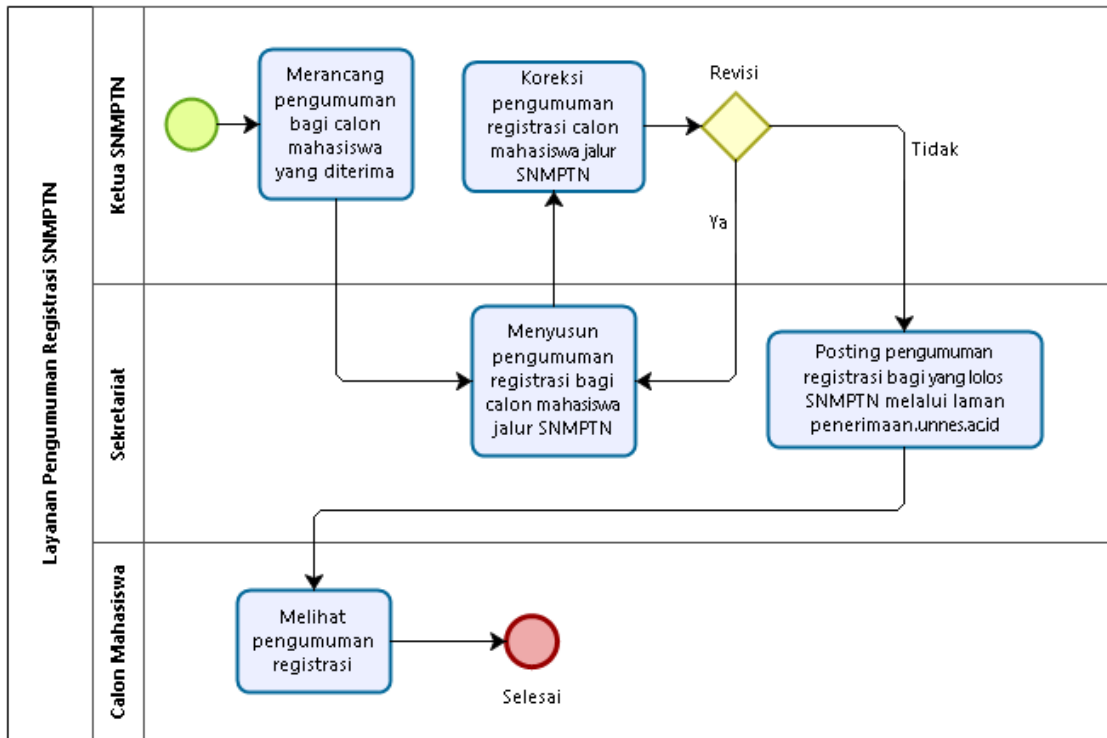 Layanan Pengumuman Registrasi SNMPTN
Ketua SNMPTN
Merancang
pengumuman
bagi calon
mahasiswa
yang diterima
Koreksi
pengumuman
registrasi calon
mahasiswa jalur
SNMPTN
Revisi
Tidak
Ya
Sekretariat
Menyusun
pengumuman
registrasi bagi
calon mahasiswa
jalur SNMPTN
Posting pengumuman
registrasi bagi yang lolos
SNMPTN melalui laman
penerimaan.unnes.ac.id
Calon Mahasiswa
Melihat
pengumuman
registrasi
Selesai